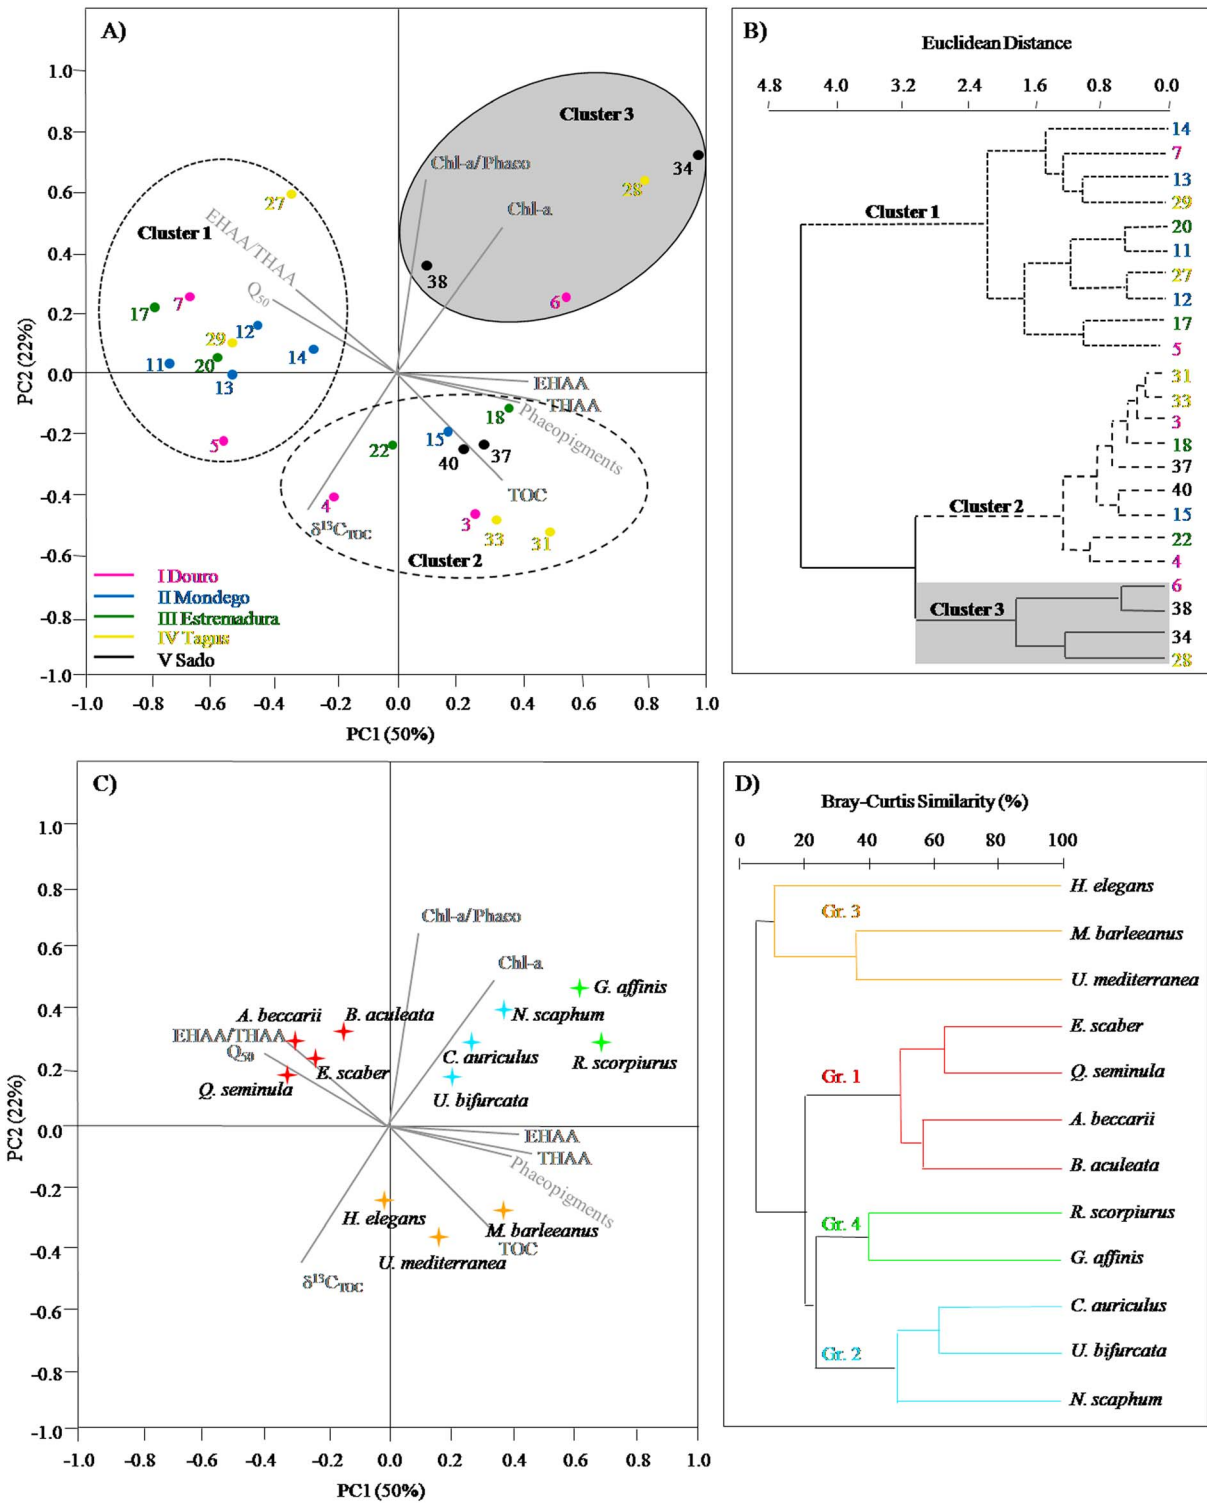 A)
1.0
0.8
0.6
0.4
0.2
0.0
-0.2
-0.4
-0.6
-0.8
-1.0
PC2 (22%)
Cluster 3
Chl-a/Phaeo
34
28
Chl-a
27
EHAA/THAA
Cluster 1
Q50
38
6
17
7
12
29
14
11
20
13
EHAA
THAA
Phaeopigments
18
15
5
22
40
37
TOC
4
δ¹³CTOC
3
33
31
Cluster 2
I Douro
II Mondego
III Estremadura
IV Tagus
V Sado
-1.0 -0.8 -0.6 -0.4 -0.2 0.0 0.2 0.4 0.6 0.8 1.0
PC1 (50%)
B)
Euclidean Distance
4.8 4.0 3.2 2.4 1.6 0.8 0.0
14
7
13
29
Cluster 1
20
11
27
12
17
5
31
33
3
18
37
40
Cluster 2
15
22
4
6
Cluster 3
38
34
28
C)
1.0
0.8
0.6
0.4
0.2
0.0
-0.2
-0.4
-0.6
-0.8
-1.0
PC2 (22%)
Chl-a/Phaeo
Chl-a
G. affinis
A. beccarii
B. aculeata
N. scaphum
EHAA/THAA
Q50
C. auriculus
R. scorpiurus
E. scaber
Q. seminula
U. bifurcata
EHAA
THAA
Phaeopigments
H. elegans
M. barleeanus
TOC
U. mediterranea
δ¹³CTOC
-1.0 -0.8 -0.6 -0.4 -0.2 0.0 0.2 0.4 0.6 0.8 1.0
PC1 (50%)
D)
Bray-Curtis Similarity (%)
0 20 40 60 80 100
H. elegans
Gr. 3
M. barleeanus
U. mediterranea
E. scaber
Gr. 1
Q. seminula
A. beccarii
B. aculeata
R. scorpiurus
Gr. 4
G. affinis
C. auriculus
Gr. 2
U. bifurcata
N. scaphum